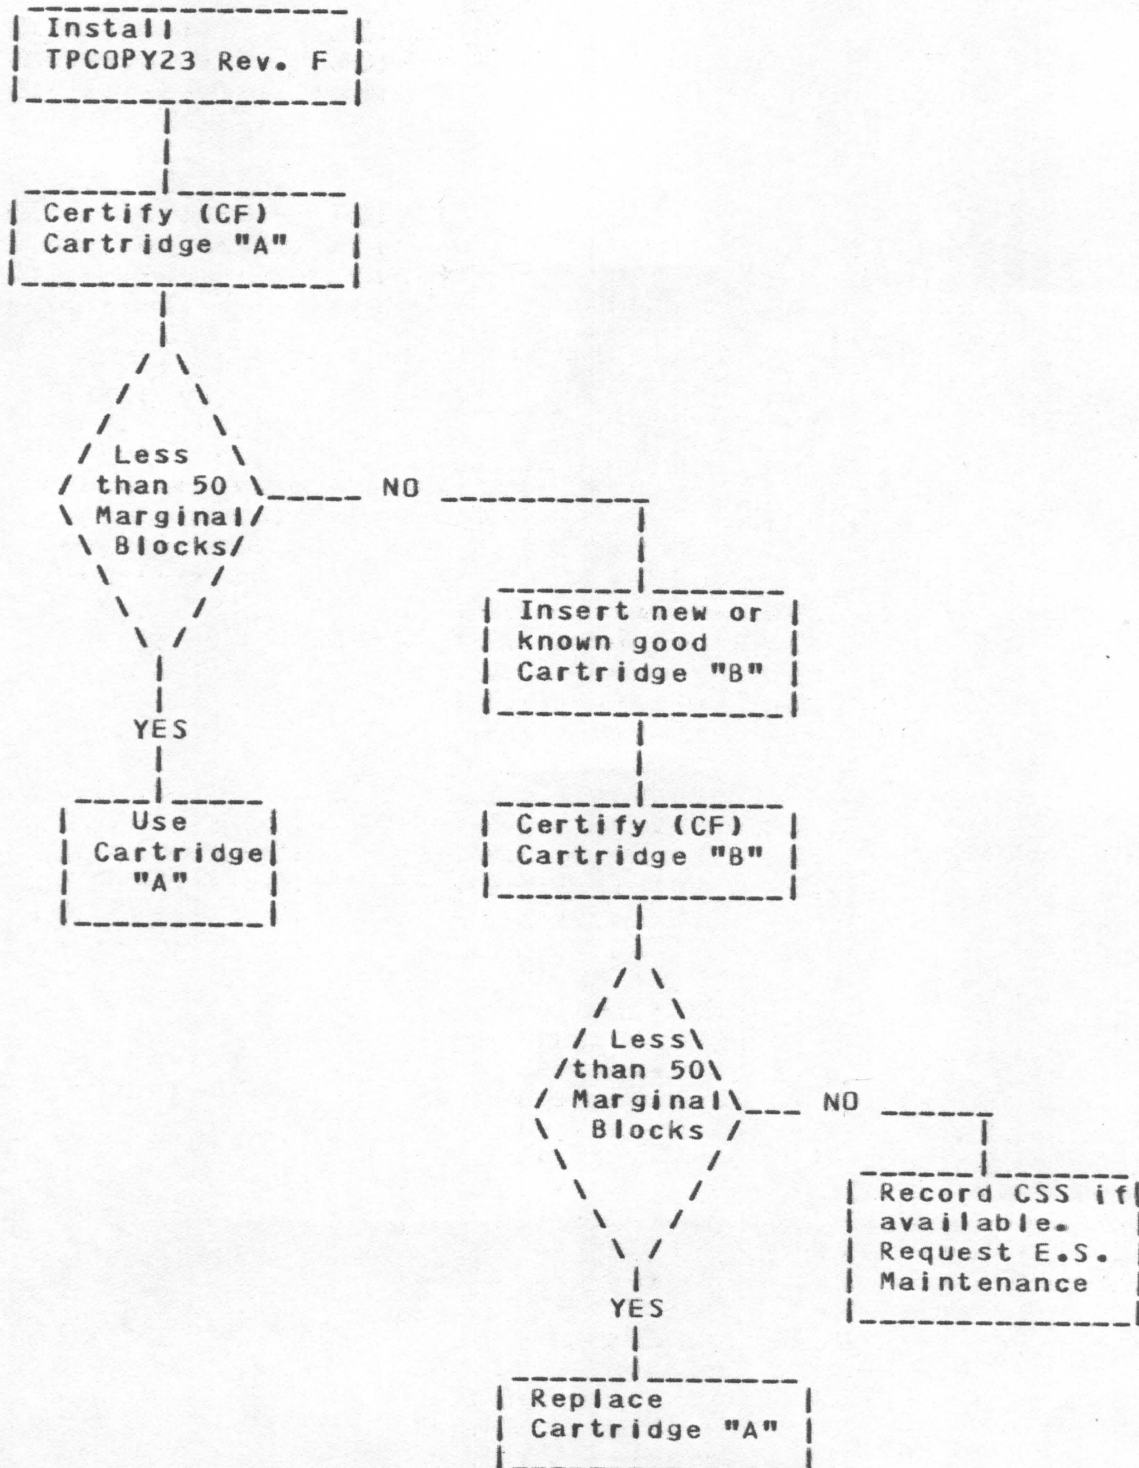 Install
TPCOPY23 Rev. F
Certify (CF)
Cartridge "A"
Less
than 50
Marginal
Blocks
NO
YES
Use
Cartridge
"A"
Insert new or
known good
Cartridge "B"
Certify (CF)
Cartridge "B"
Less
than 50
Marginal
Blocks
NO
Record CSS if
available.
Request E.S.
Maintenance
YES
Replace
Cartridge "A"